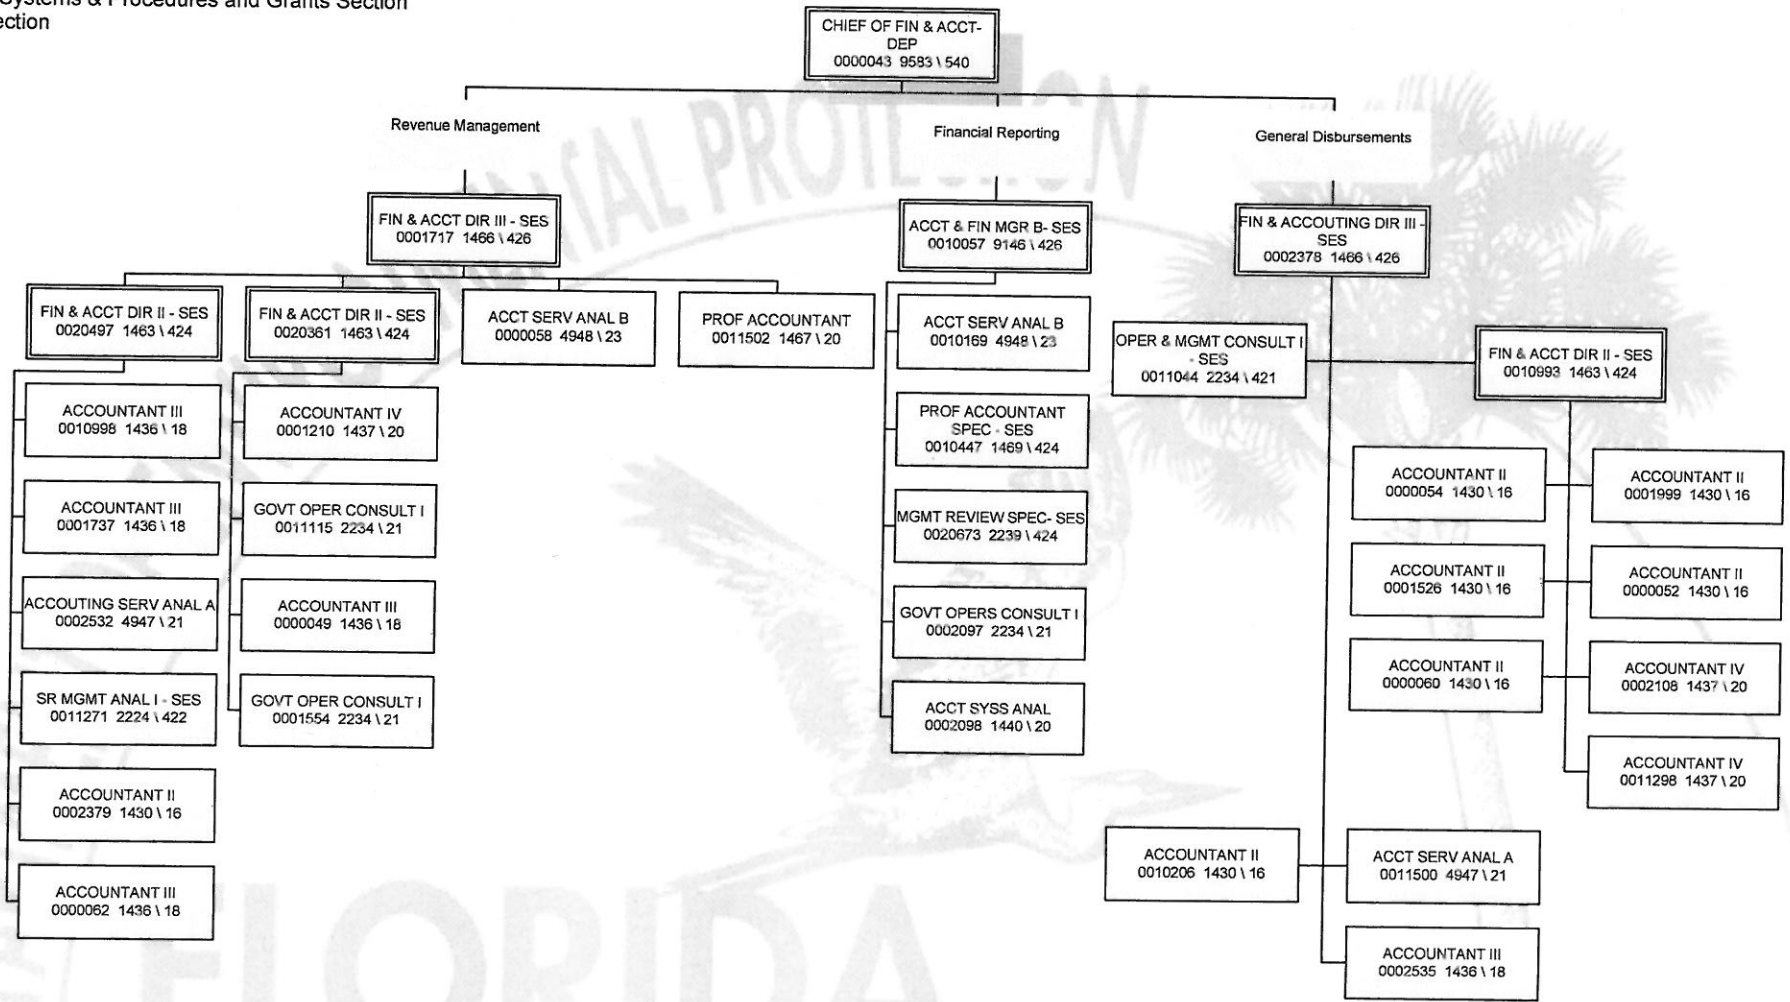 Systems & Procedures and Grants Section
ection
CHIEF OF FIN & ACCT-
DEP
0000043 9583 \ 540
Revenue Management
Financial Reporting
General Disbursements
FIN & ACCT DIR III - SES
0001717 1466 \ 426
ACCT & FIN MGR B- SES
0010057 9146 \ 426
FIN & ACCOUTING DIR III -
SES
0002378 1466 \ 426
FIN & ACCT DIR II - SES
0020497 1463 \ 424
FIN & ACCT DIR II - SES
0020361 1463 \ 424
ACCT SERV ANAL B
0000058 4948 \ 23
PROF ACCOUNTANT
0011502 1467 \ 20
ACCOUNTANT III
0010998 1436 \ 18
ACCOUNTANT III
0001737 1436 \ 18
ACCOUTING SERV ANAL A
0002532 4947 \ 21
SR MGMT ANAL I - SES
0011271 2224 \ 422
ACCOUNTANT II
0002379 1430 \ 16
ACCOUNTANT III
0000062 1436 \ 18
ACCOUNTANT IV
0001210 1437 \ 20
GOVT OPER CONSULT I
0011115 2234 \ 21
ACCOUNTANT III
0000049 1436 \ 18
GOVT OPER CONSULT I
0001554 2234 \ 21
ACCT SERV ANAL B
0010169 4948 \ 23
PROF ACCOUNTANT
SPEC - SES
0010447 1469 \ 424
MGMT REVIEW SPEC- SES
0020673 2239 \ 424
GOVT OPERS CONSULT I
0002097 2234 \ 21
ACCT SYSS ANAL
0002098 1440 \ 20
OPER & MGMT CONSULT I
- SES
0011044 2234 \ 421
FIN & ACCT DIR II - SES
0010993 1463 \ 424
ACCOUNTANT II
0000054 1430 \ 16
ACCOUNTANT II
0001999 1430 \ 16
ACCOUNTANT II
0001526 1430 \ 16
ACCOUNTANT II
0000052 1430 \ 16
ACCOUNTANT II
0000060 1430 \ 16
ACCOUNTANT IV
0002108 1437 \ 20
ACCOUNTANT IV
0011298 1437 \ 20
ACCOUNTANT II
0010206 1430 \ 16
ACCT SERV ANAL A
0011500 4947 \ 21
ACCOUNTANT III
0002535 1436 \ 18
FLORIDA